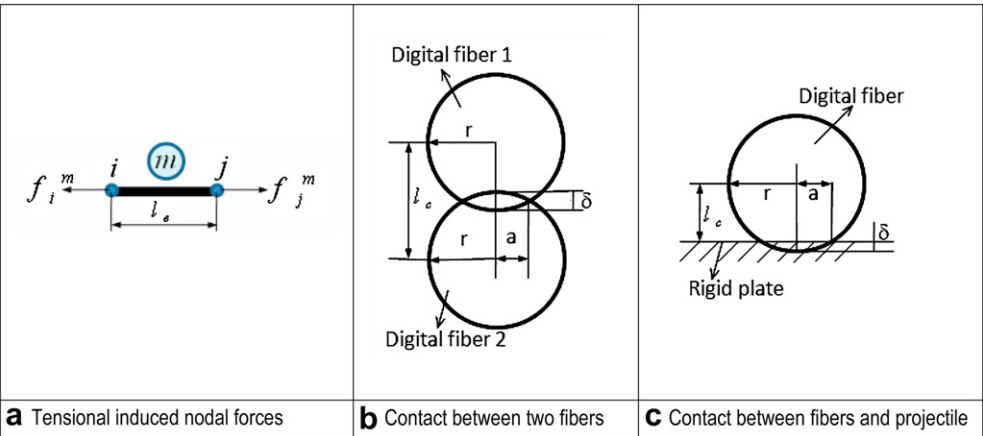 m
i
j
f i m
f j m
l e
a Tensional induced nodal forces
Digital fiber 1
r
l c
δ
r
a
Digital fiber 2
b Contact between two fibers
Digital fiber
r
a
l c
δ
Rigid plate
c Contact between fibers and projectile